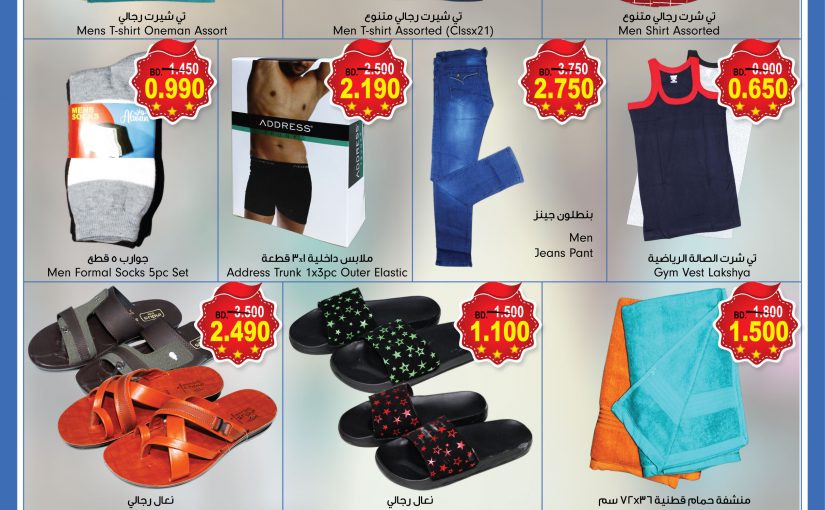 تي شيرت رجالي
Mens T-shirt Oneman Assort
تي شيرت رجالي متنوع
Men T-shirt Assorted (Clssx21)
تي شرت رجالي متنوع
Men Shirt Assorted
BD. 1.450
0.990
MEN'S
SOCKS
جوارب ٥ قطع
Men Formal Socks 5pc Set
BD. 2.500
2.190
ADDRESS
ملابس داخلية ١×٣ قطعة
Address Trunk 1x3pc Outer Elastic
BD. 3.750
2.750
بنطلون جينز
Men
Jeans Pant
BD. 0.900
0.650
تي شرت الصالة الرياضية
Gym Vest Lakshya
BD. 3.500
2.490
نعال رجالي
BD. 1.500
1.100
نعال رجالي
BD. 1.800
1.500
منشفة حمام قطنية ٣٦×٧٢ سم